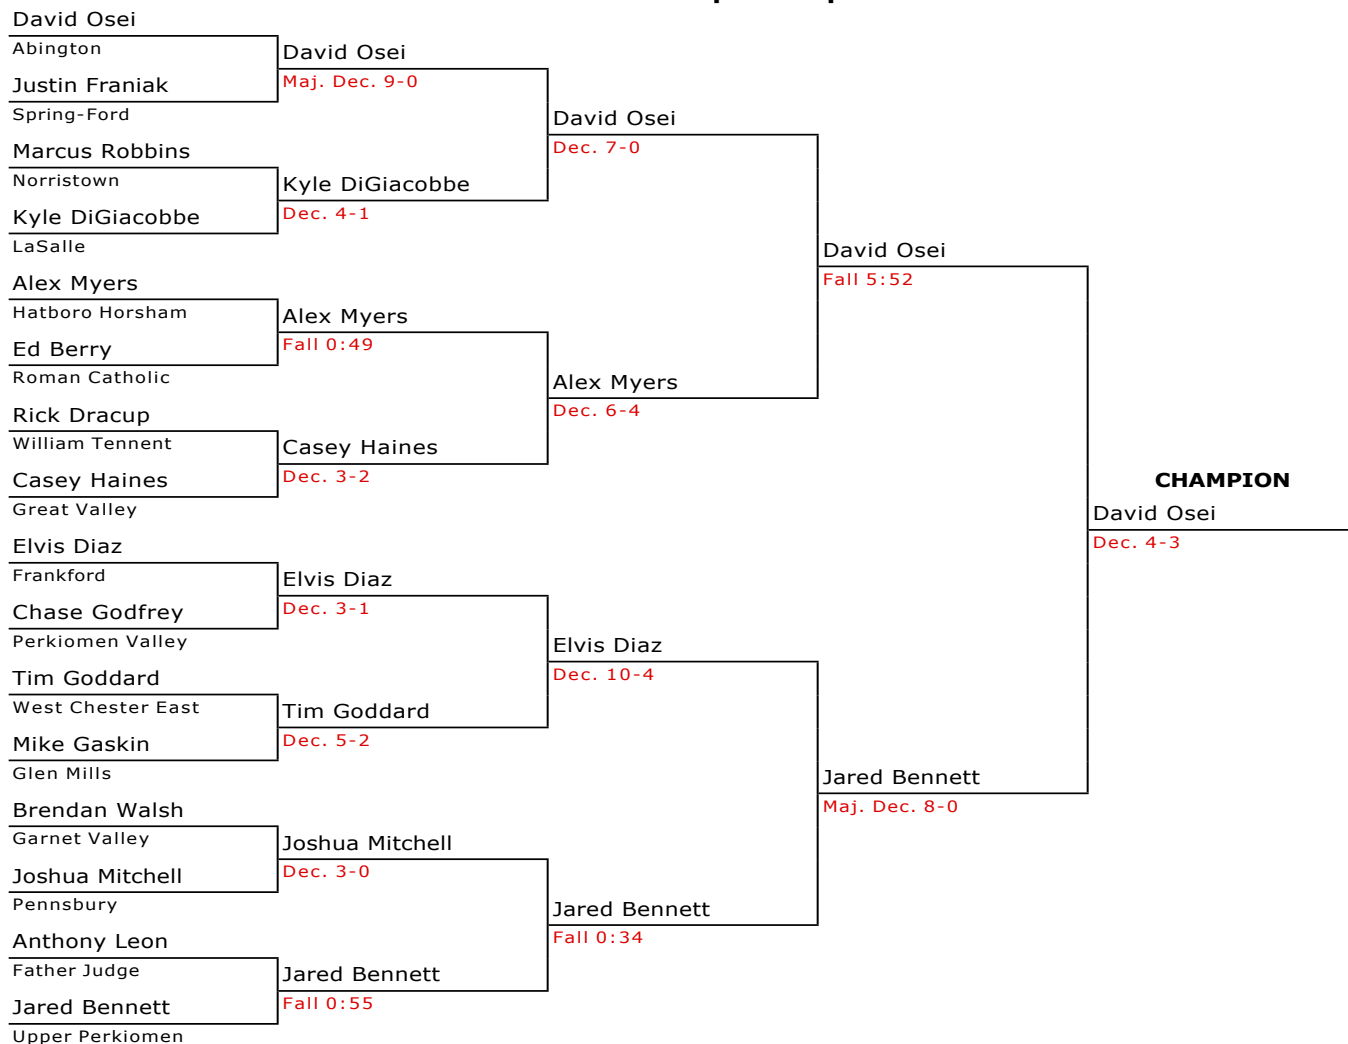 David Osei
Abington
Justin Franiak
Spring-Ford
Marcus Robbins
Norristown
Kyle DiGiacobbe
LaSalle
Alex Myers
Hatboro Horsham
Ed Berry
Roman Catholic
Rick Dracup
William Tennent
Casey Haines
Great Valley
Elvis Diaz
Frankford
Chase Godfrey
Perkiomen Valley
Tim Goddard
West Chester East
Mike Gaskin
Glen Mills
Brendan Walsh
Garnet Valley
Joshua Mitchell
Pennsbury
Anthony Leon
Father Judge
Jared Bennett
Upper Perkiomen
David Osei
Maj. Dec. 9-0
Kyle DiGiacobbe
Dec. 4-1
Alex Myers
Fall 0:49
Casey Haines
Dec. 3-2
Elvis Diaz
Dec. 3-1
Tim Goddard
Dec. 5-2
Joshua Mitchell
Dec. 3-0
Jared Bennett
Fall 0:55
David Osei
Dec. 7-0
Alex Myers
Dec. 6-4
Elvis Diaz
Dec. 10-4
Jared Bennett
Fall 0:34
David Osei
Fall 5:52
Jared Bennett
Maj. Dec. 8-0
CHAMPION
David Osei
Dec. 4-3